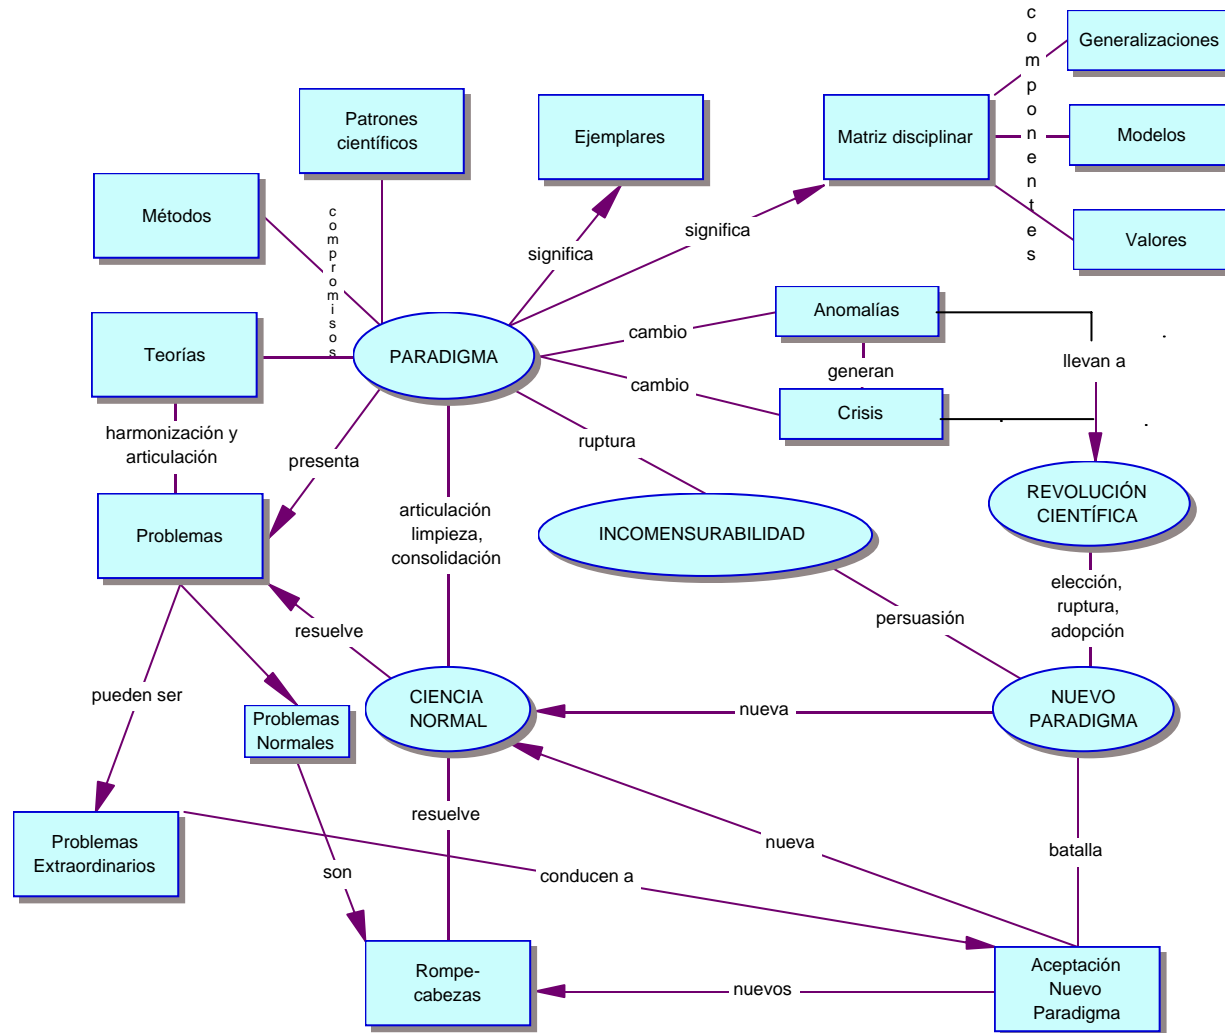 componentes
Generalizaciones
Patrones
científicos
Ejemplares
Matriz disciplinar
Modelos
Métodos
compromisos
significa
significa
Valores
Anomalías
Teorías
PARADIGMA
cambio
generan
llevan a
cambio
Crisis
harmonización y
articulación
presenta
ruptura
REVOLUCIÓN
CIENTÍFICA
articulación
limpieza,
consolidación
Problemas
INCOMENSURABILIDAD
elección,
ruptura,
adopción
resuelve
persuasión
pueden ser
CIENCIA
NORMAL
nueva
NUEVO
PARADIGMA
Problemas
Normales
resuelve
Problemas
Extraordinarios
nueva
batalla
son
conducen a
Rompe-
cabezas
nuevos
Aceptación
Nuevo
Paradigma